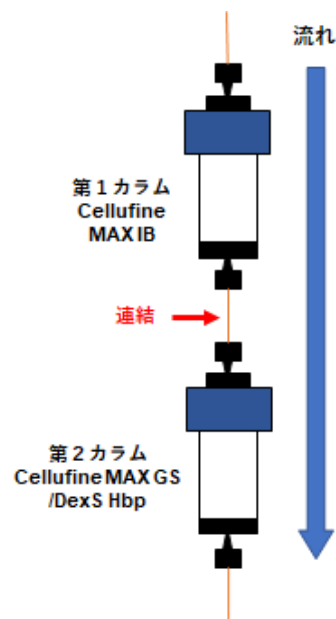 流れ
第1カラム
Cellufine
MAX IB
連結
第2カラム
Cellufine MAX GS
/DexS Hbp